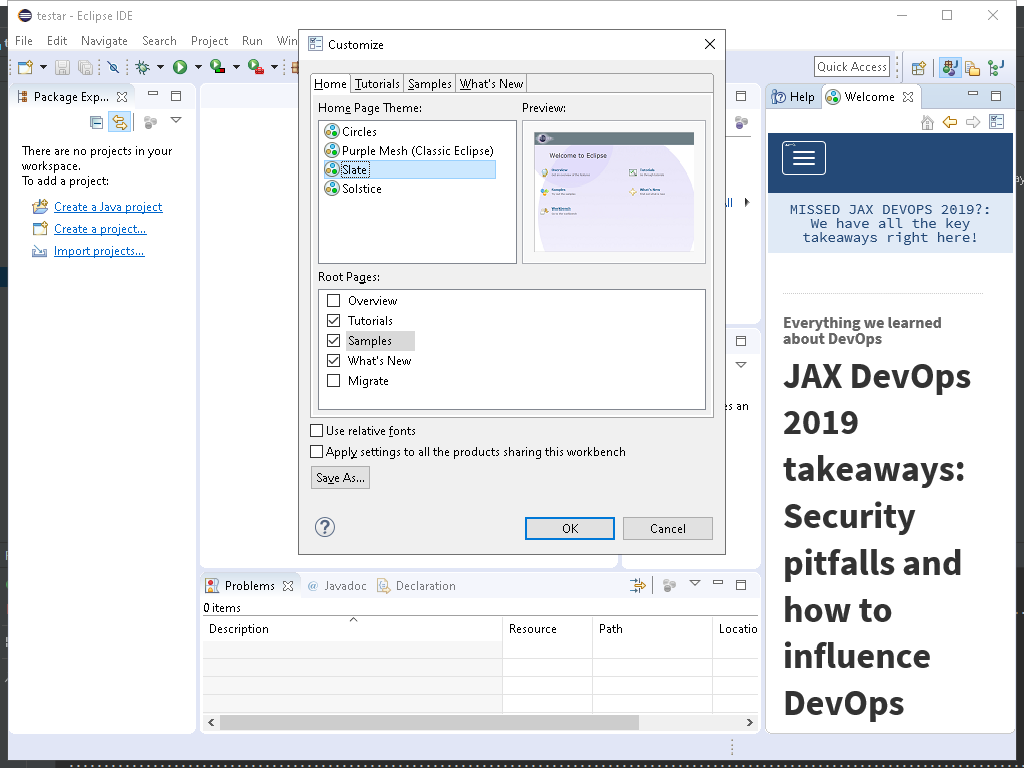 testar - Eclipse IDE
File Edit Navigate Search Project Run Win
Quick Access
Package Exp...
There are no projects in your
workspace.
To add a project:
Create a Java project
Create a project...
Import projects...
Customize
Home Tutorials Samples What's New
Home Page Theme: Preview:
Circles
Purple Mesh (Classic Eclipse)
Slate
Solstice
Welcome to Eclipse
Overview
Tutorials
Samples
What's New
Workbench
Root Pages:
Overview
Tutorials
Samples
What's New
Migrate
Use relative fonts
Apply settings to all the products sharing this workbench
Save As...
OK Cancel
Help Welcome
MISSED JAX DEVOPS 2019?:
We have all the key
takeaways right here!
Everything we learned
about DevOps
JAX DevOps
2019
takeaways:
Security
pitfalls and
how to
influence
DevOps
es an
Problems Javadoc Declaration
0 items
Description Resource Path Locatio